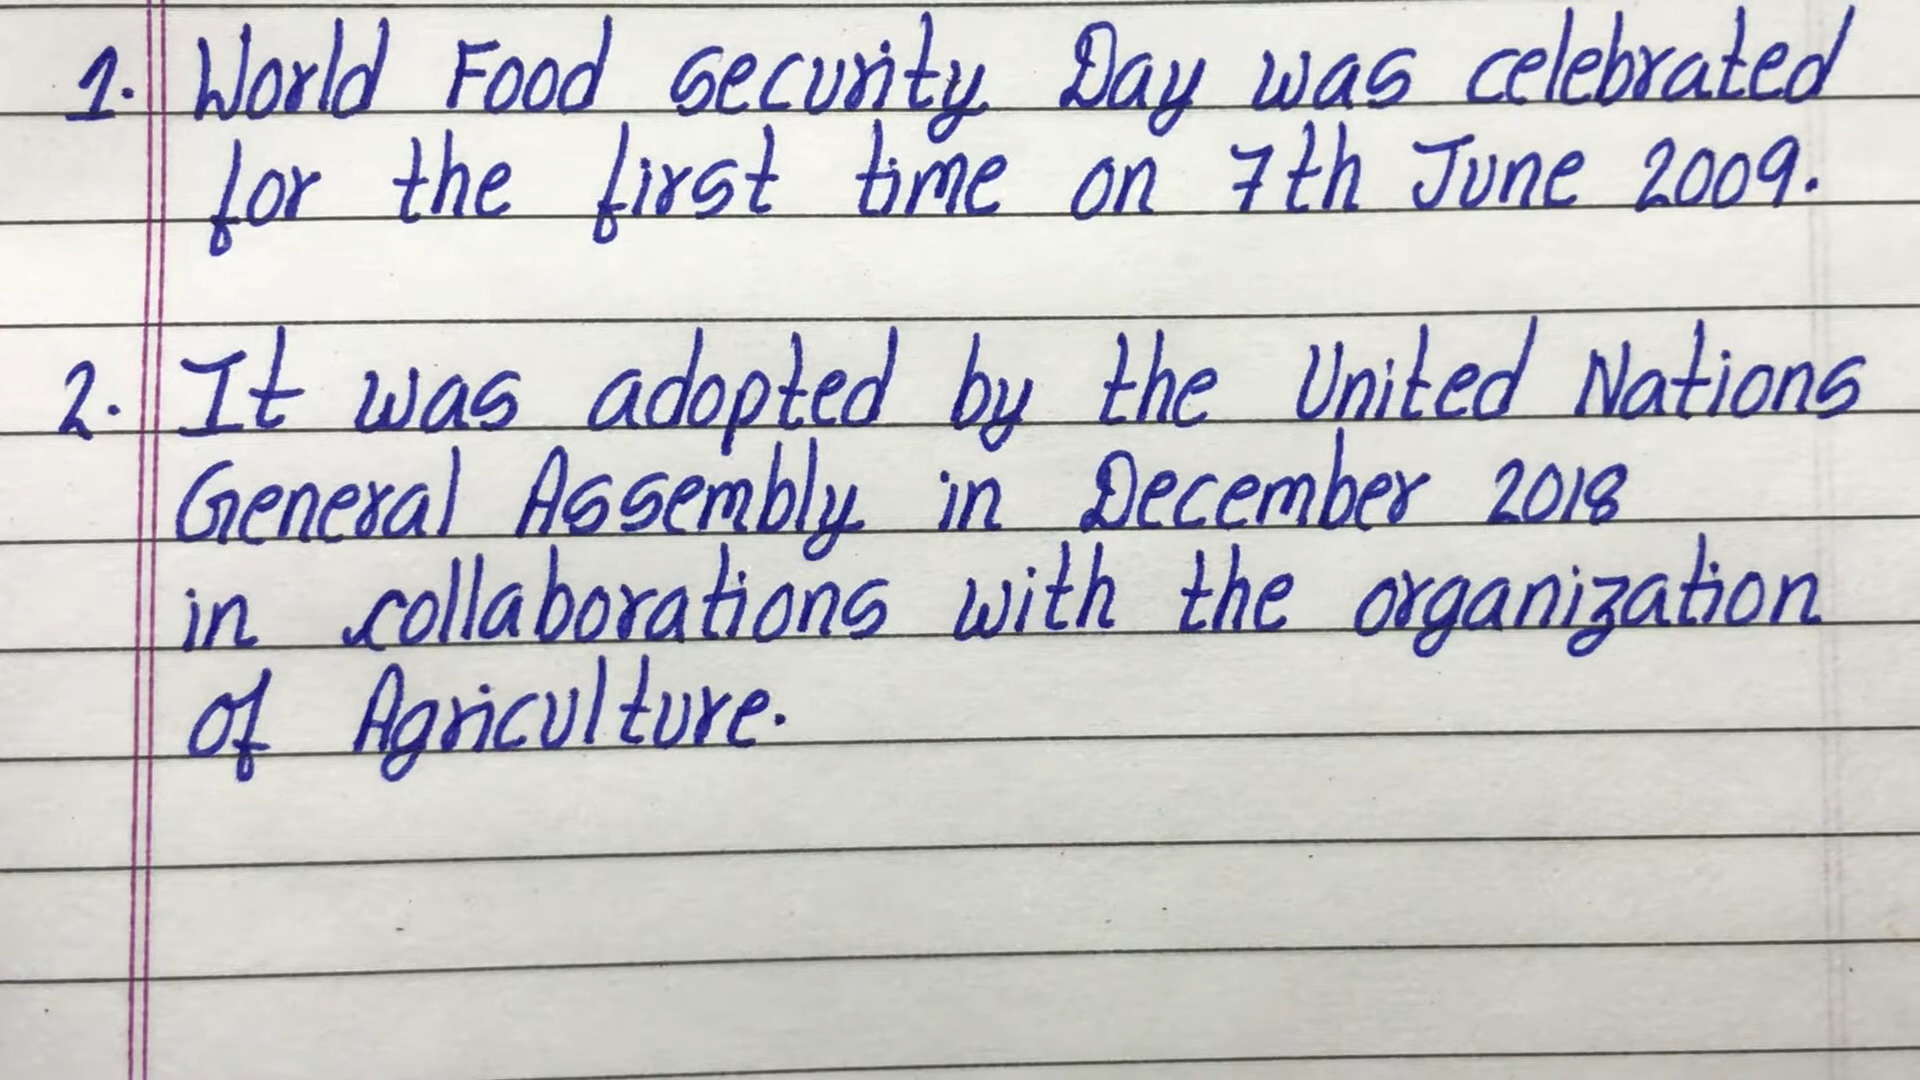 1. World Food security Day was celebrated
for the first time on 7th June 2009.
2. It was adopted by the United Nations
General Assembly in December 2018
in collaborations with the organization
of Agriculture.